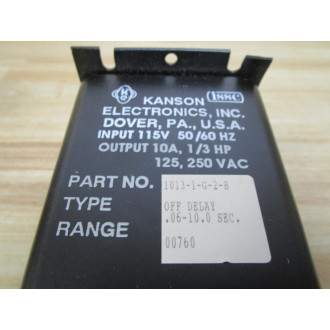 KANSON ISSC
ELECTRONICS, INC.
DOVER, PA., U.S.A.
INPUT 115V 50/60 HZ
OUTPUT 10A, 1/3 HP
125, 250 VAC
PART NO. 1013-1-G-2-B
TYPE OFF DELAY
RANGE .06-10.0 SEC.
00760